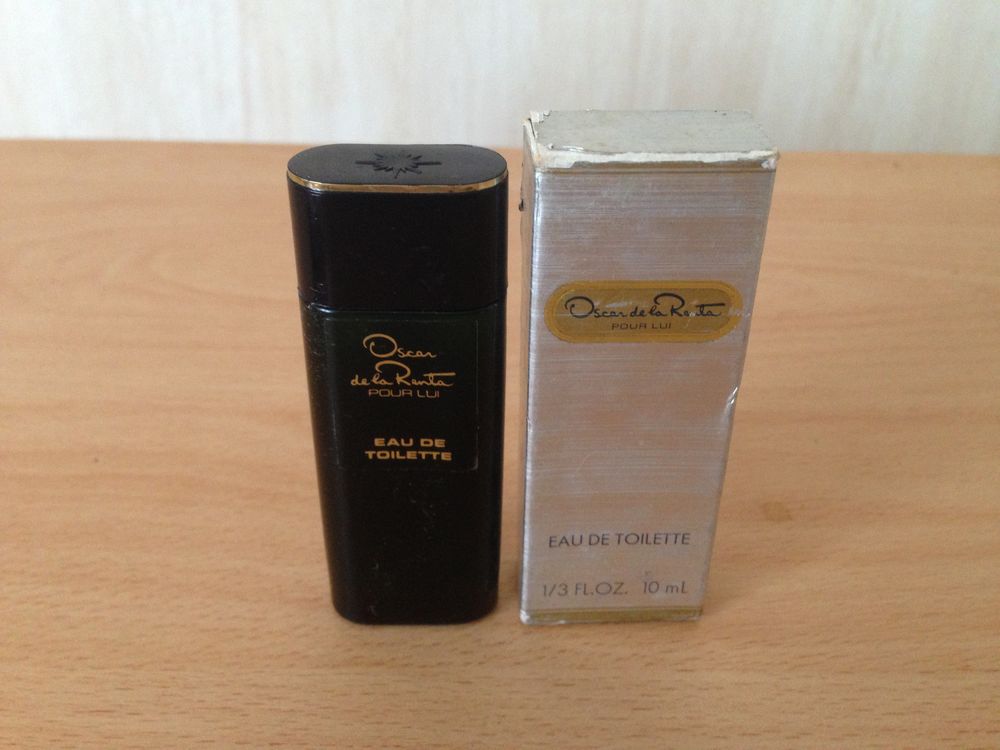 Oscar
de la Renta
POUR LUI
EAU DE
TOILETTE
Oscar de la Renta
POUR LUI
EAU DE TOILETTE
1/3 FL.OZ. 10 mL